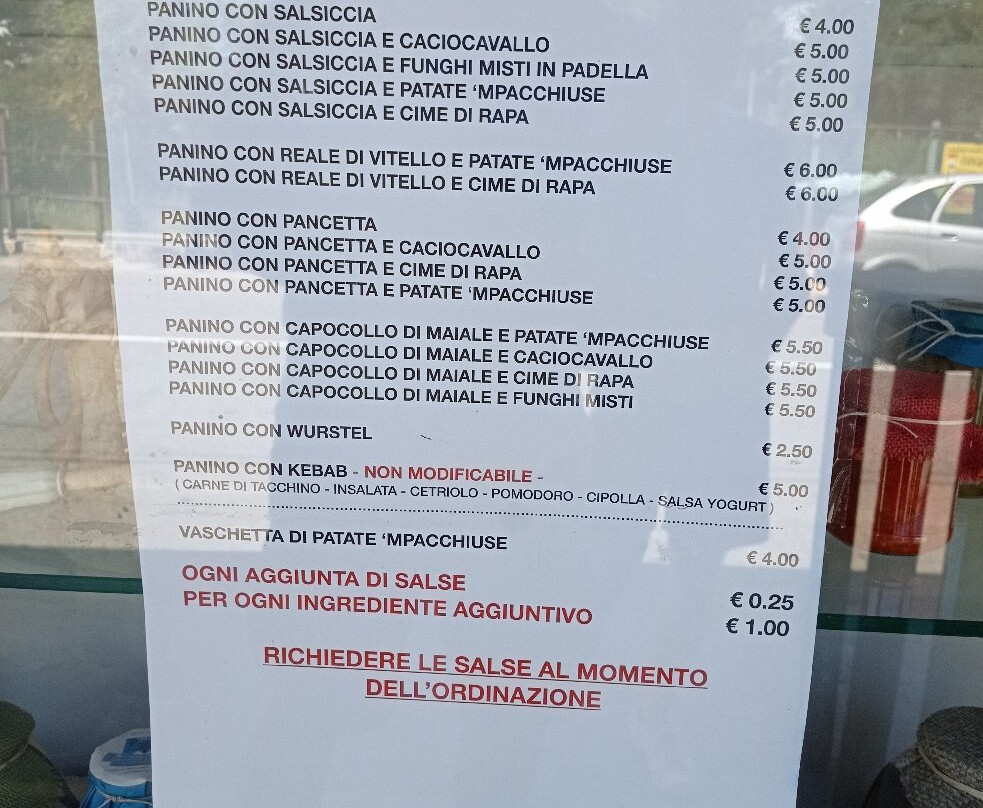 PANINO CON SALSICCIA € 4.00
PANINO CON SALSICCIA E CACIOCAVALLO € 5.00
PANINO CON SALSICCIA E FUNGHI MISTI IN PADELLA € 5.00
PANINO CON SALSICCIA E PATATE ‘MPACCHIUSE € 5.00
PANINO CON SALSICCIA E CIME DI RAPA € 5.00
PANINO CON REALE DI VITELLO E PATATE ‘MPACCHIUSE € 6.00
PANINO CON REALE DI VITELLO E CIME DI RAPA € 6.00
PANINO CON PANCETTA € 4.00
PANINO CON PANCETTA E CACIOCAVALLO € 5.00
PANINO CON PANCETTA E CIME DI RAPA € 5.00
PANINO CON PANCETTA E PATATE ‘MPACCHIUSE € 5.00
PANINO CON CAPOCOLLO DI MAIALE E PATATE ‘MPACCHIUSE € 5.50
PANINO CON CAPOCOLLO DI MAIALE E CACIOCAVALLO € 5.50
PANINO CON CAPOCOLLO DI MAIALE E CIME DI RAPA € 5.50
PANINO CON CAPOCOLLO DI MAIALE E FUNGHI MISTI € 5.50
PANINO CON WURSTEL € 2.50
PANINO CON KEBAB - NON MODIFICABILE - € 5.00
( CARNE DI TACCHINO - INSALATA - CETRIOLO - POMODORO - CIPOLLA - SALSA YOGURT )
VASCHETTA DI PATATE ‘MPACCHIUSE € 4.00
OGNI AGGIUNTA DI SALSE € 0.25
PER OGNI INGREDIENTE AGGIUNTIVO € 1.00
RICHIEDERE LE SALSE AL MOMENTO
DELL’ORDINAZIONE